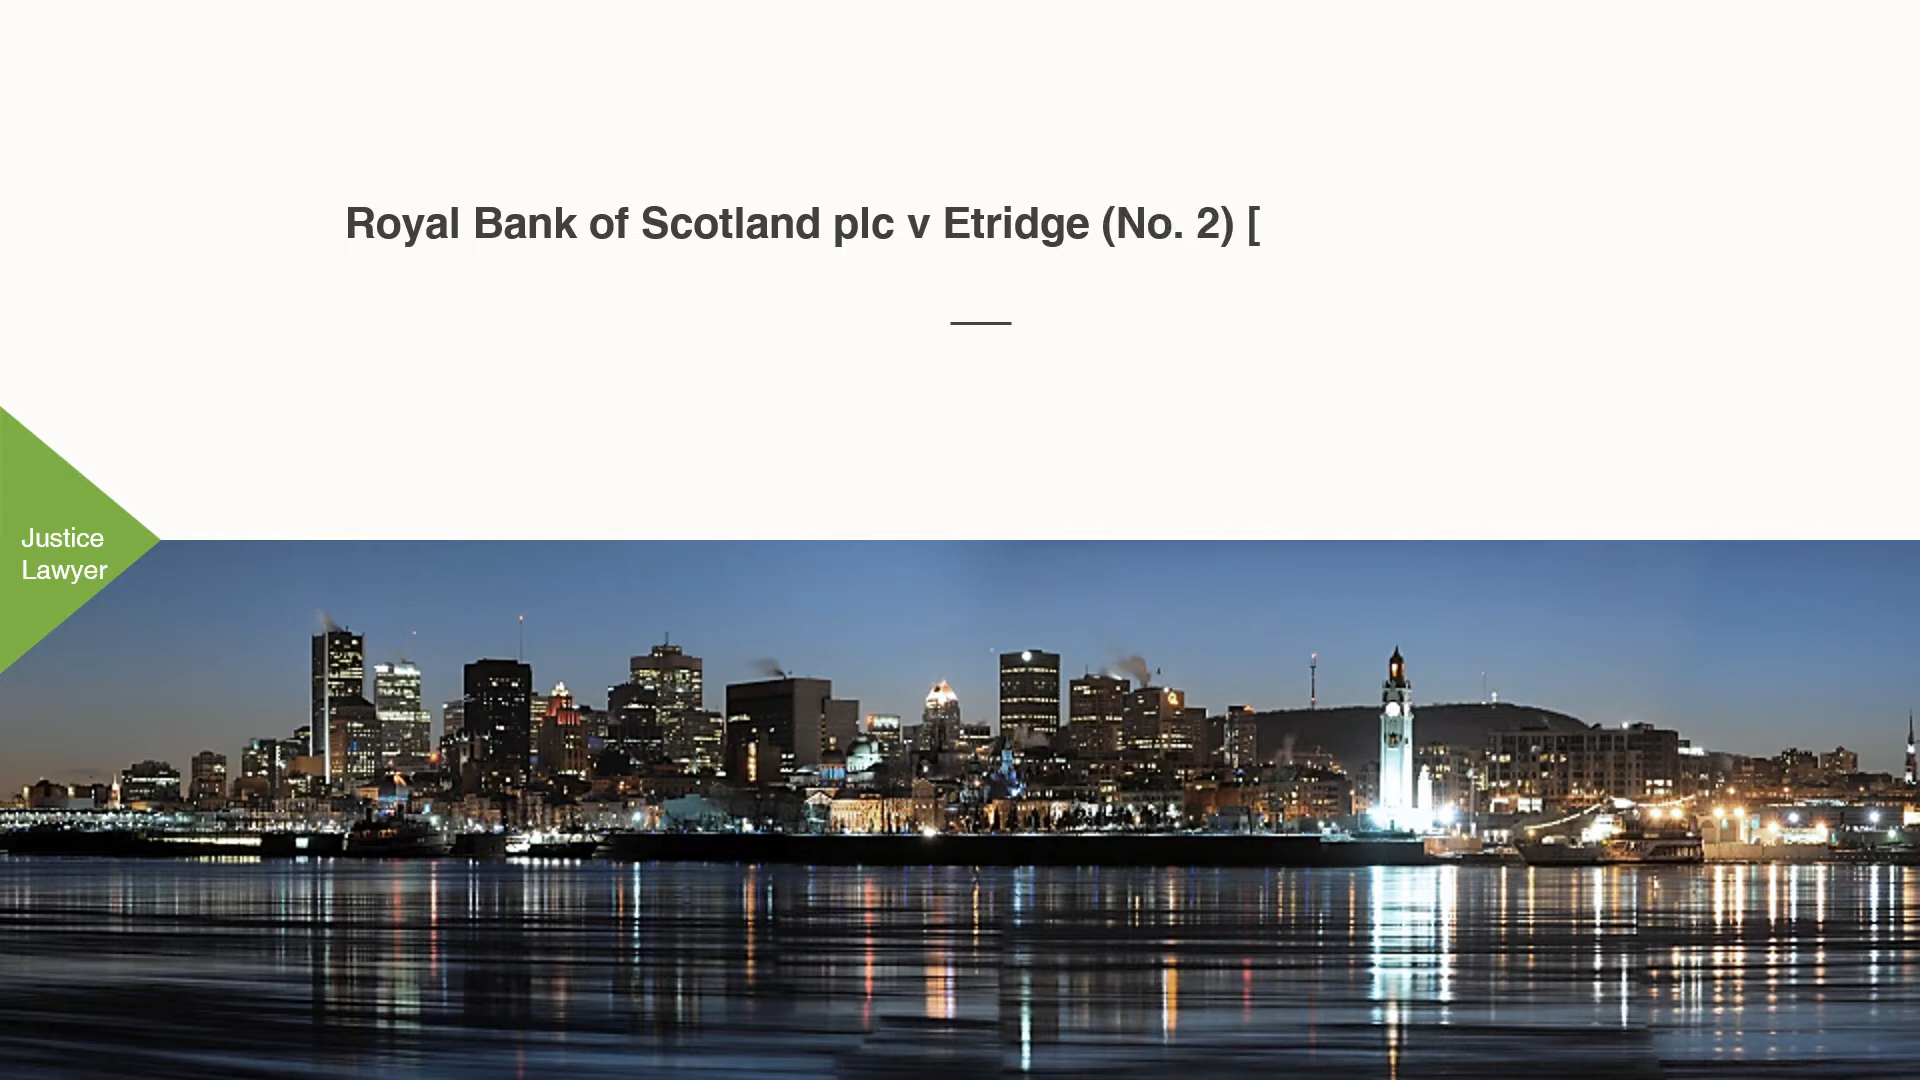 Royal Bank of Scotland plc v Etridge (No. 2) [
Justice
Lawyer